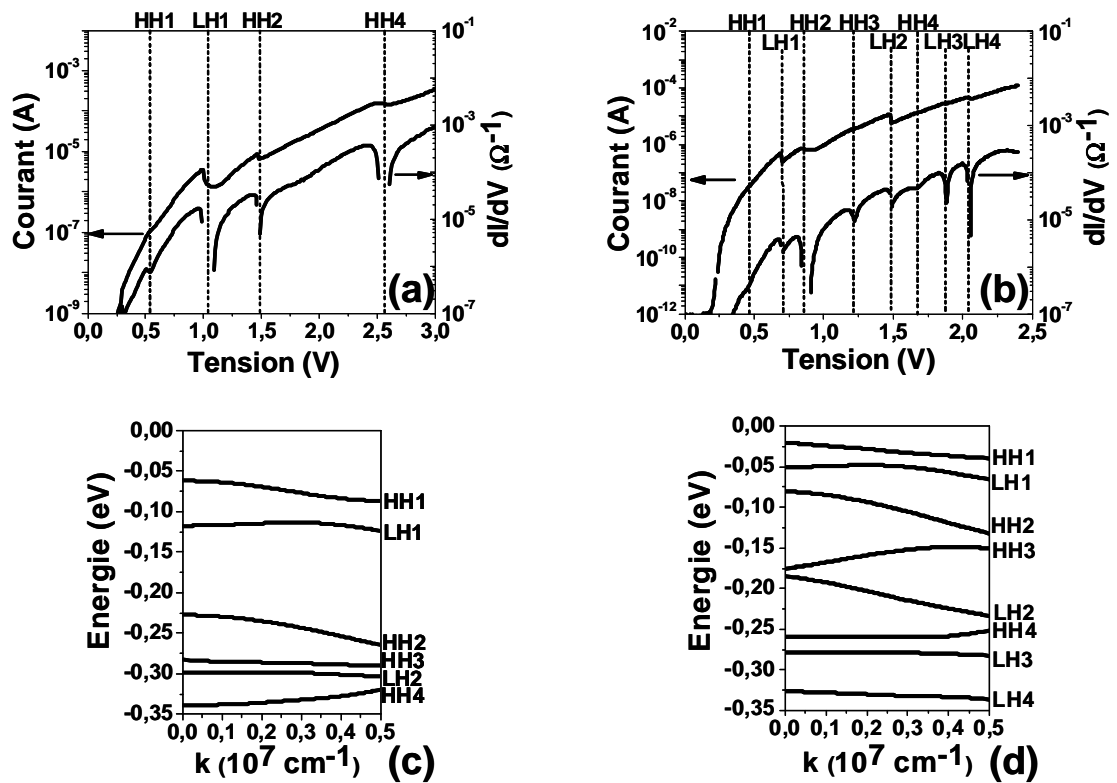 HH1 LH1 HH2 HH4
10^-3
10^-5
10^-7
10^-9
Courant (A)
10^-1
10^-3
10^-5
10^-7
dI/dV (Ω^-1)
0,0 0,5 1,0 1,5 2,0 2,5 3,0
Tension (V)
(a)
HH1 HH2 HH3 HH4
LH1 LH2 LH3 LH4
10^-2
10^-4
10^-6
10^-8
10^-10
10^-12
Courant (A)
10^-1
10^-3
10^-5
10^-7
dI/dV (Ω^-1)
0,0 0,5 1,0 1,5 2,0
Tension (V)
(b)
0,00
-0,05
-0,10
-0,15
-0,20
-0,25
-0,30
-0,35
Energie (eV)
HH1
LH1
HH2
HH3
LH2
HH4
0,0 0,1 0,2 0,3 0,4 0,5
k (10^7 cm^-1)
(c)
0,00
-0,05
-0,10
-0,15
-0,20
-0,25
-0,30
-0,35
Energie (eV)
HH1
LH1
HH2
HH3
LH2
HH4
LH3
LH4
0,0 0,1 0,2 0,3 0,4 0,5
k (10^7 cm^-1)
(d)